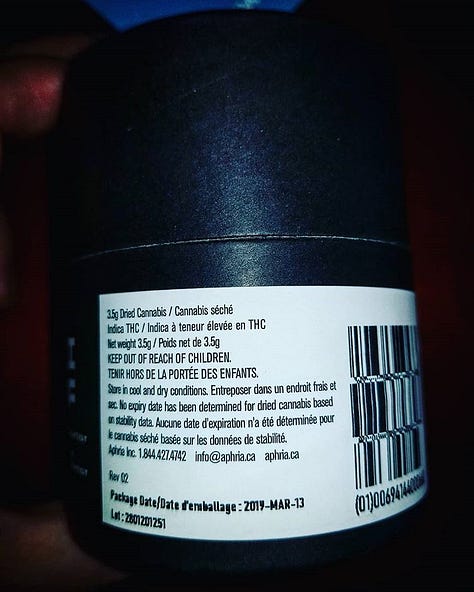 3.5g Dried Cannabis / Cannabis séché
Indica THC / Indica à teneur élevée en THC
Net weight 3.5g / Poids net de 3.5g
KEEP OUT OF REACH OF CHILDREN.
TENIR HORS DE LA PORTÉE DES ENFANTS.
Store in cool and dry conditions. Entreposer dans un endroit frais et
sec. No expiry date has been determined for dried cannabis based
on stability data. Aucune date d'expiration n'a été déterminée pour
le cannabis séché basée sur les données de stabilité.
Aphria Inc. 1.844.427.4742 info@aphria.ca aphria.ca
Rev 02
Package Date/Date d'emballage : 2019-MAR-13
Lot : 2801201251